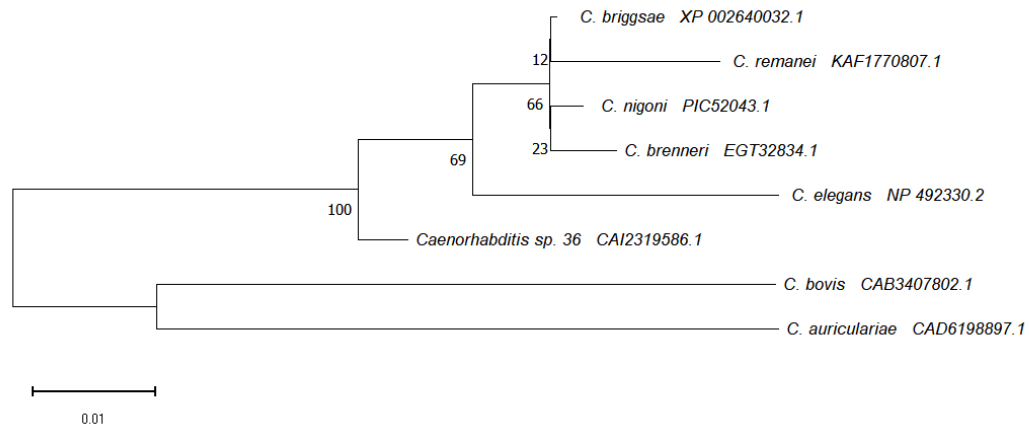 C. briggsae XP 002640032.1
12
C. remanei KAF1770807.1
66
C. nigoni PIC52043.1
23
C. brenneri EGT32834.1
69
C. elegans NP 492330.2
100
Caenorhabditis sp. 36 CAI2319586.1
C. bovis CAB3407802.1
C. auriculariae CAD6198897.1
0.01